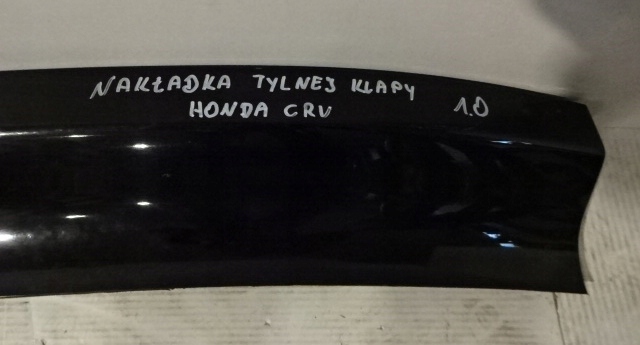 NAKŁADKA TYLNEJ KLAPY
HONDA CRV 1.0